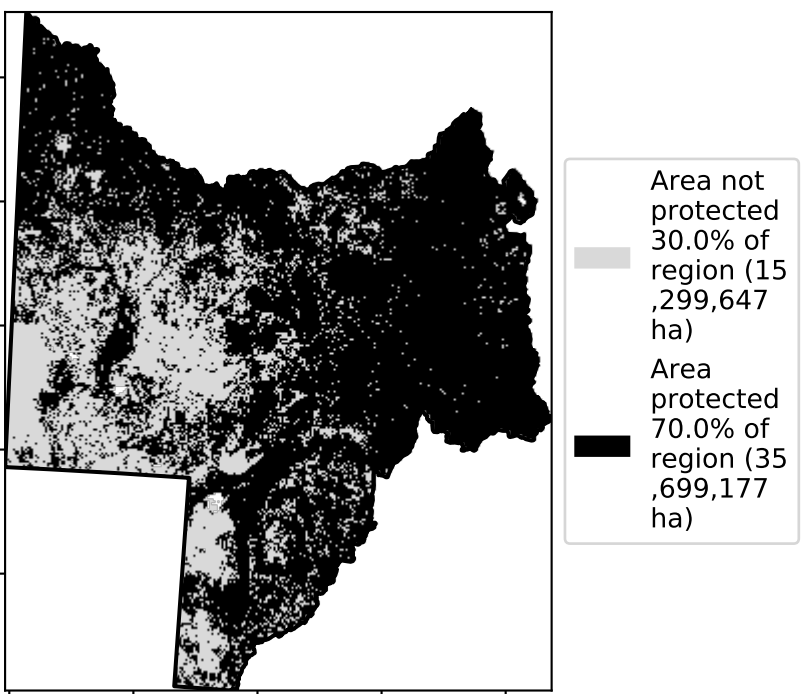 Area not
protected
30.0% of
region (15
,299,647
ha)
Area
protected
70.0% of
region (35
,699,177
ha)